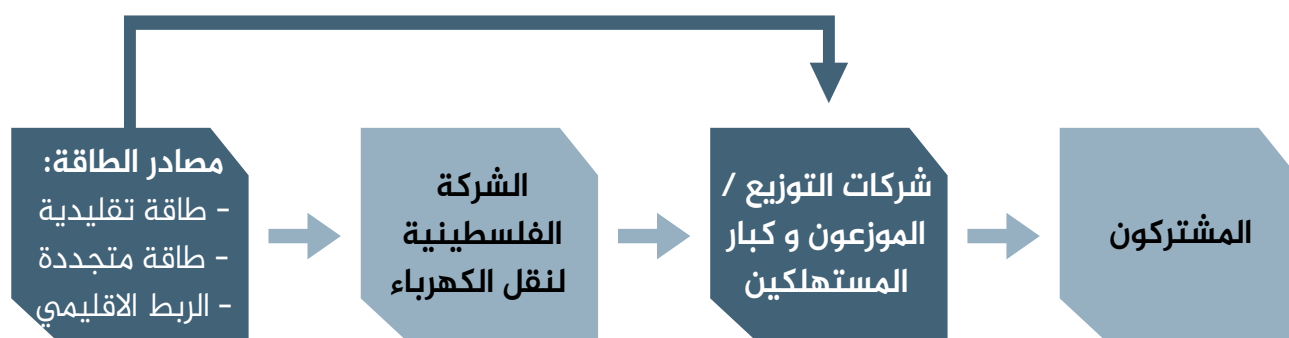 مصادر الطاقة:
- طاقة تقليدية
- طاقة متجددة
- الربط الاقليمي
الشركة
الفلسطينية
لنقل الكهرباء
شركات التوزيع /
الموزعون و كبار
المستهلكين
المشتركون